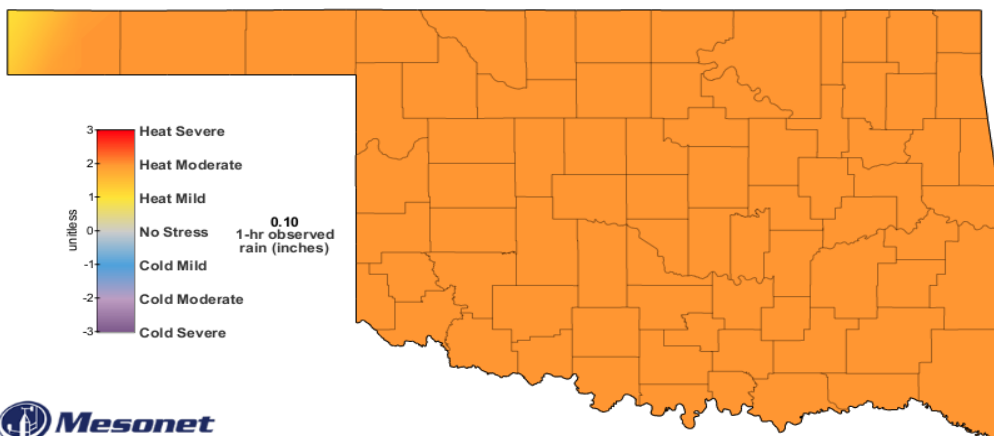 3 Heat Severe
2 Heat Moderate
1 Heat Mild
0 No Stress
-1 Cold Mild
-2 Cold Moderate
-3 Cold Severe
unitless
0.10
1-hr observed
rain (inches)
Mesonet